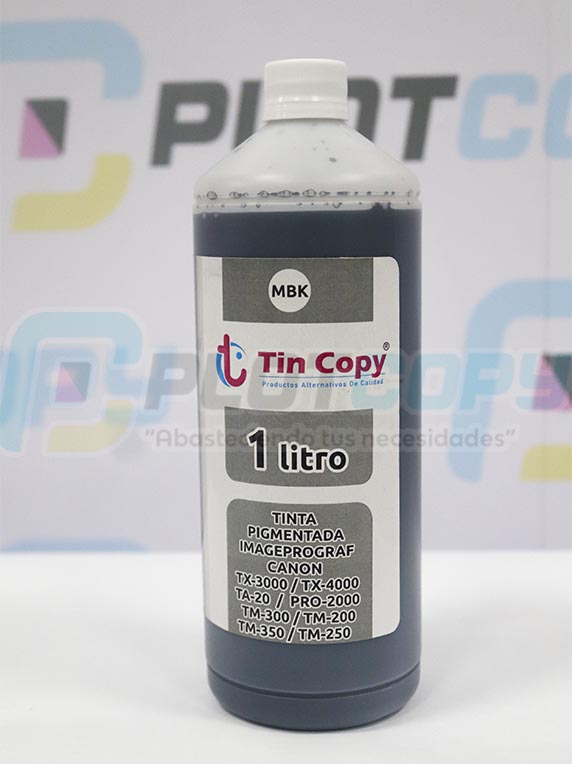 PLOTCOPY
MBK
Tin Copy®
Productos Alternativos De Calidad
PLOTCOPY
"Abasteciendo tus necesidades"
1 litro
TINTA
PIGMENTADA
IMAGEPROGRAF
CANON
TX-3000 / TX-4000
TA-20 / PRO-2000
TM-300 / TM-200
TM-350 / TM-250